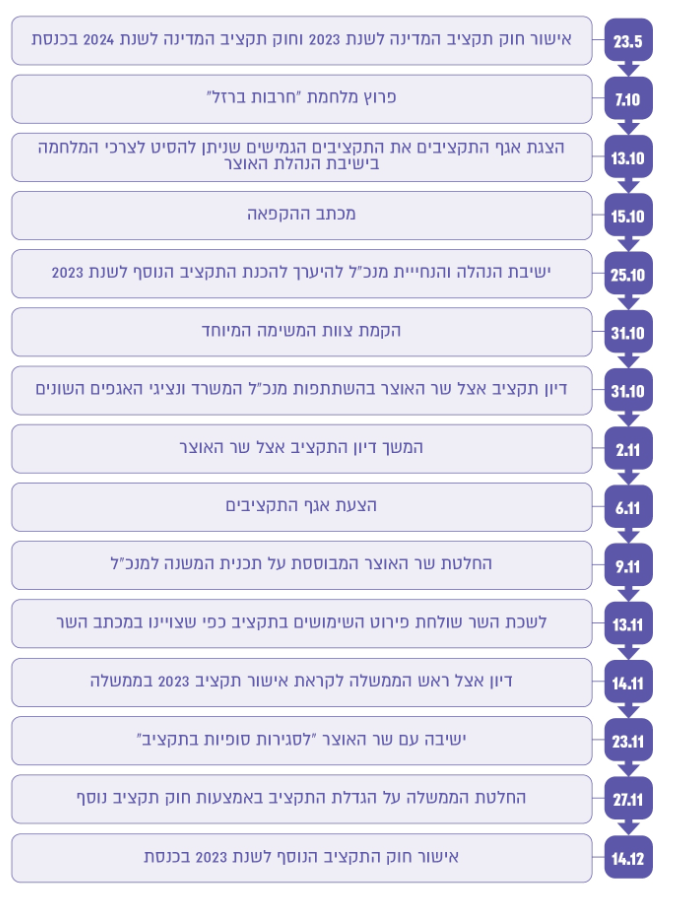 23.5
אישור חוק תקציב המדינה לשנת 2023 וחוק תקציב המדינה לשנת 2024 בכנסת
7.10
פרוץ מלחמת "חרבות ברזל"
13.10
הצגת אגף התקציבים את התקציבים הגמישים שניתן להסיט לצרכי המלחמה
בישיבת הנהלת האוצר
15.10
מכתב ההקפאה
25.10
ישיבת הנהלה והנחייית מנכ"ל להיערך להכנת התקציב הנוסף לשנת 2023
31.10
הקמת צוות המשימה המיוחד
31.10
דיון תקציב אצל שר האוצר בהשתתפות מנכ"ל המשרד ונציגי האגפים השונים
2.11
המשך דיון התקציב אצל שר האוצר
6.11
הצעת אגף התקציבים
9.11
החלטת שר האוצר המבוססת על תכנית המשנה למנכ"ל
13.11
לשכת השר שולחת פירוט השימושים בתקציב כפי שצויינו במכתב השר
14.11
דיון אצל ראש הממשלה לקראת אישור תקציב 2023 בממשלה
23.11
ישיבה עם שר האוצר "לסגירות סופיות בתקציב"
27.11
החלטת הממשלה על הגדלת התקציב באמצעות חוק תקציב נוסף
14.12
אישור חוק התקציב הנוסף לשנת 2023 בכנסת